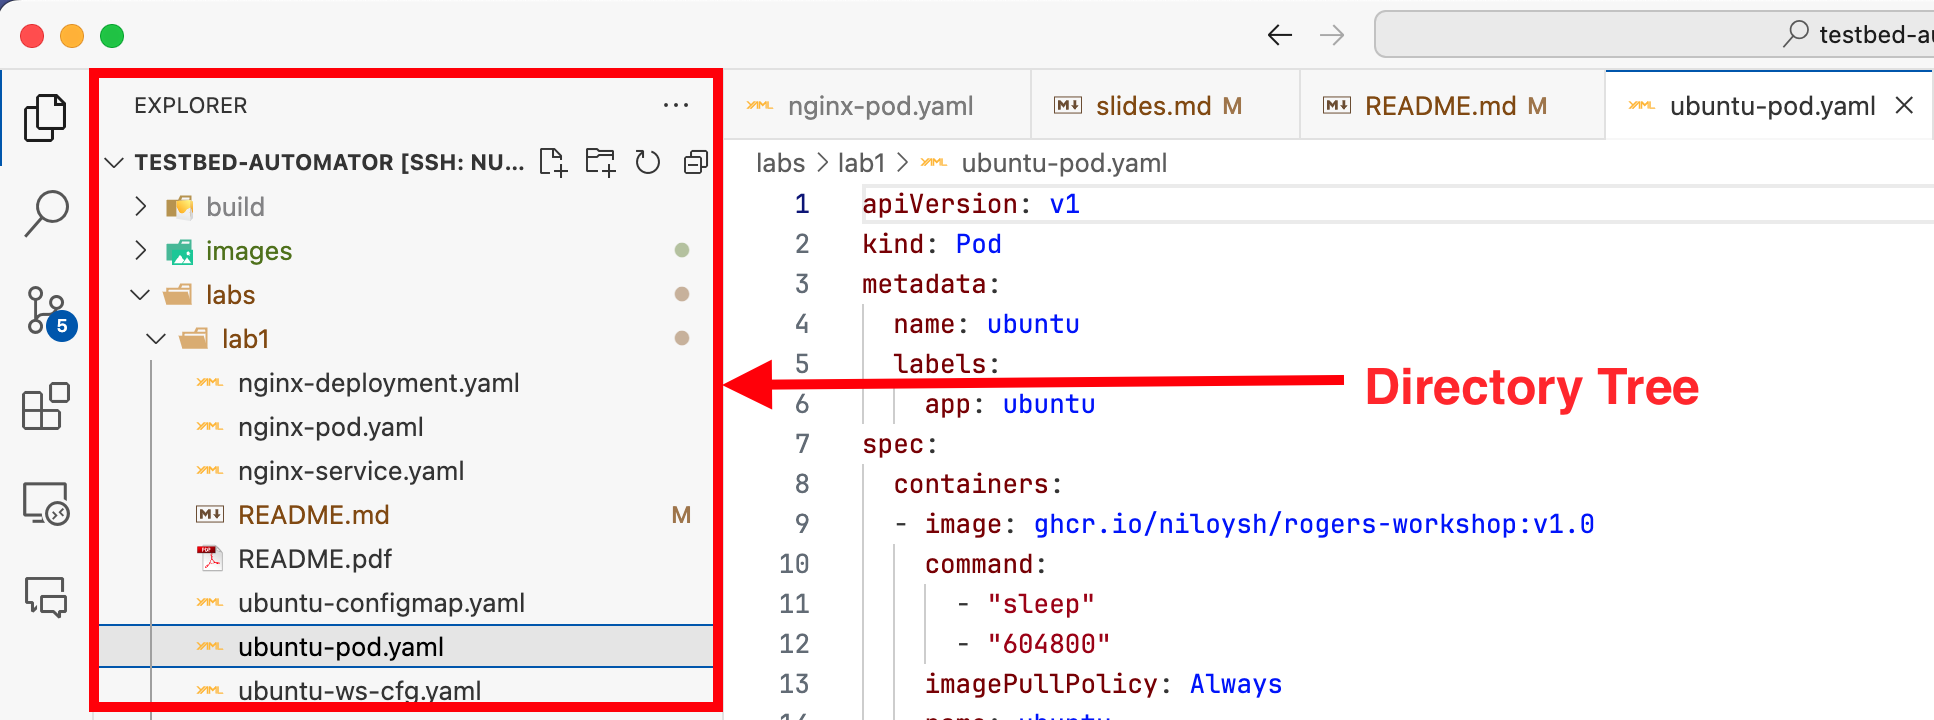 testbed-au
EXPLORER
TESTBED-AUTOMATOR [SSH: NU...
build
images
labs
lab1
nginx-deployment.yaml
nginx-pod.yaml
nginx-service.yaml
README.md M
README.pdf
ubuntu-configmap.yaml
ubuntu-pod.yaml
ubuntu-ws-cfg.yaml
5
nginx-pod.yaml
slides.md M
README.md M
ubuntu-pod.yaml
labs > lab1 > ubuntu-pod.yaml
1 apiVersion: v1
2 kind: Pod
3 metadata:
4 name: ubuntu
5 labels:
6 app: ubuntu
7 spec:
8 containers:
9 - image: ghcr.io/niloysh/rogers-workshop:v1.0
10 command:
11 - "sleep"
12 - "604800"
13 imagePullPolicy: Always
14 name: ubuntu
Directory Tree